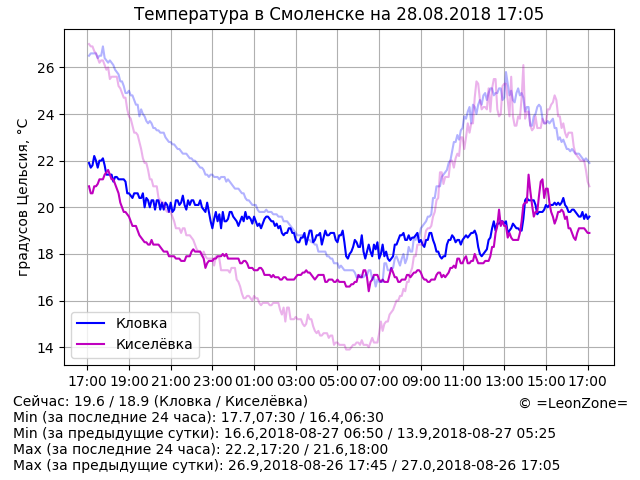 Температура в Смоленске на 28.08.2018 17:05
градусов Цельсия, °C
26
24
22
20
18
16
14
Кловка
Киселёвка
17:00 19:00 21:00 23:00 01:00 03:00 05:00 07:00 09:00 11:00 13:00 15:00 17:00
Сейчас: 19.6 / 18.9 (Кловка / Киселёвка)
© =LeonZone=
Min (за последние 24 часа): 17.7,07:30 / 16.4,06:30
Min (за предыдущие сутки): 16.6,2018-08-27 06:50 / 13.9,2018-08-27 05:25
Max (за последние 24 часа): 22.2,17:20 / 21.6,18:00
Max (за предыдущие сутки): 26.9,2018-08-26 17:45 / 27.0,2018-08-26 17:05